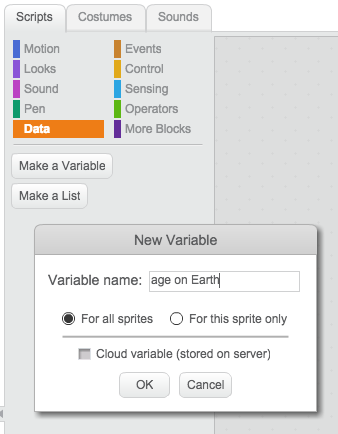 Scripts Costumes Sounds
Motion Events
Looks Control
Sound Sensing
Pen Operators
Data More Blocks
Make a Variable
Make a List
New Variable
Variable name: age on Earth
For all sprites For this sprite only
Cloud variable (stored on server)
OK Cancel